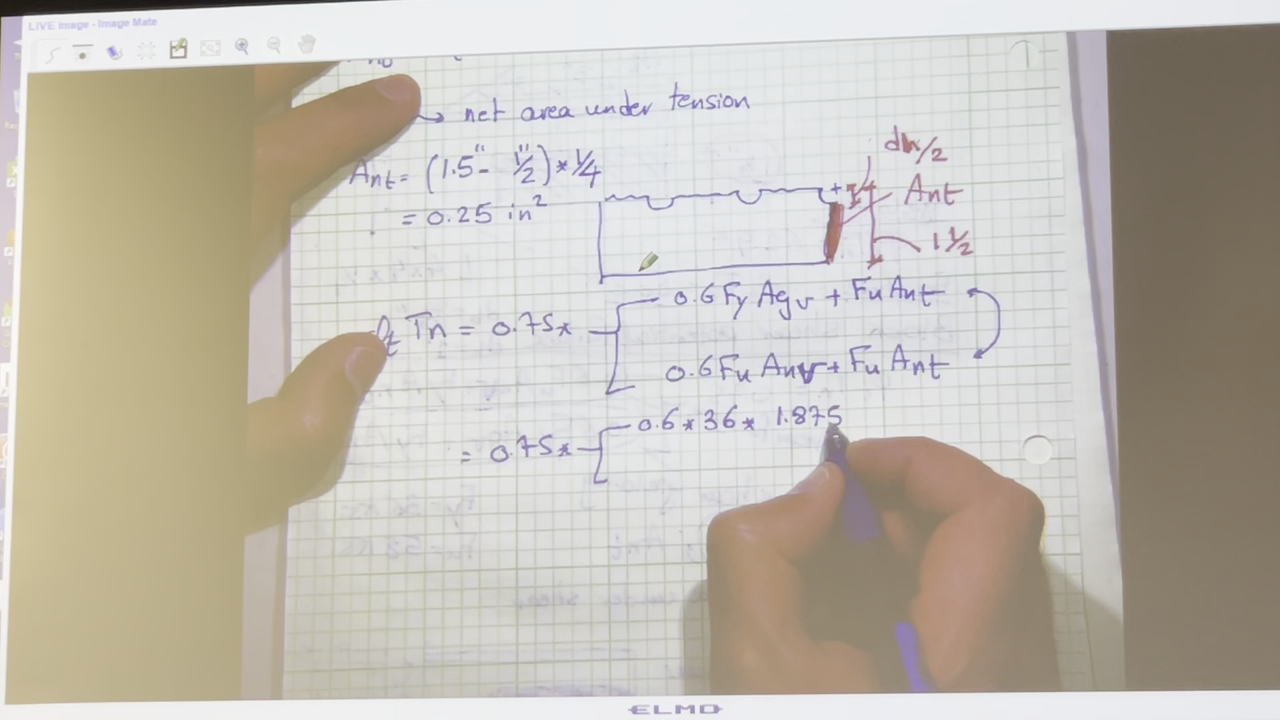 LIVE image - Image Mate
→ net area under tension
Ant = (1.5" - 1/2") * 1/4
= 0.25 in²
dh/2
Ant
1 1/2
Tn = 0.75*
0.6 Fy Agv + Fu Ant
0.6 Fu Anv + Fu Ant
= 0.75*
0.6 * 36 * 1.875
ELMO